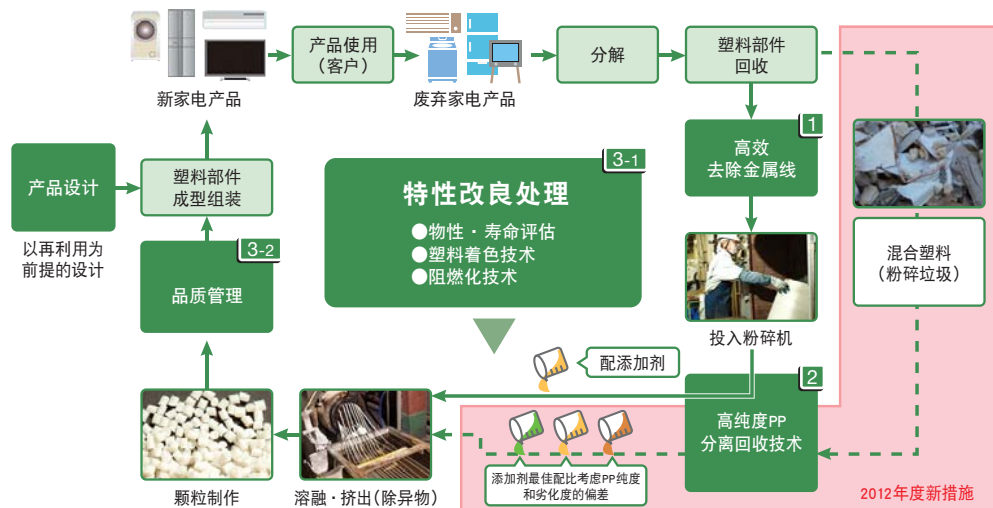 新家电产品
产品使用
（客户）
废弃家电产品
分解
塑料部件
回收
1
高效
去除金属线
投入粉碎机
混合塑料
（粉碎垃圾）
产品设计
以再利用为
前提的设计
塑料部件
成型组装
3-2
品质管理
3-1
特性改良处理
●物性・寿命评估
●塑料着色技术
●阻燃化技术
配添加剂
2
高纯度PP
分离回收技术
添加剂最佳配比考虑PP纯度
和劣化度的偏差
颗粒制作
溶融・挤出（除异物）
2012年度新措施